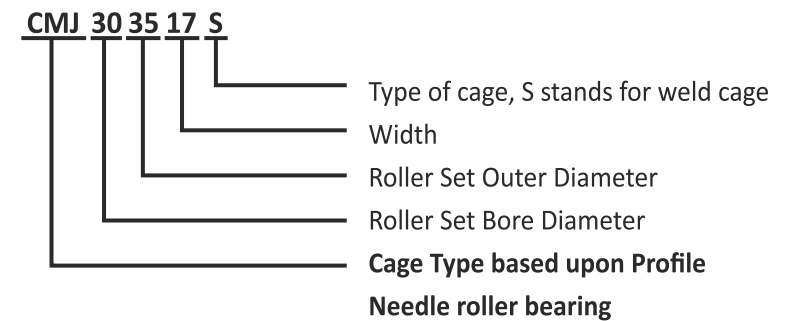 CMJ 30 35 17 S
Type of cage, S stands for weld cage
Width
Roller Set Outer Diameter
Roller Set Bore Diameter
Cage Type based upon Profile
Needle roller bearing